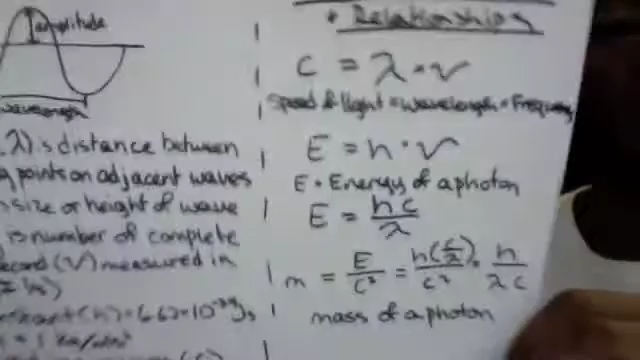 amplitude
wavelength
λ) is distance between
points on adjacent waves
size or height of wave
is number of complete
(ν) measured in
+ Relationships
C = λ · ν
Speed of light = wavelength · Frequency
E = h · ν
E = Energy of a photon
E = hc/λ
m = E/c² = h(c/λ)/c² = h/λc
mass of a photon